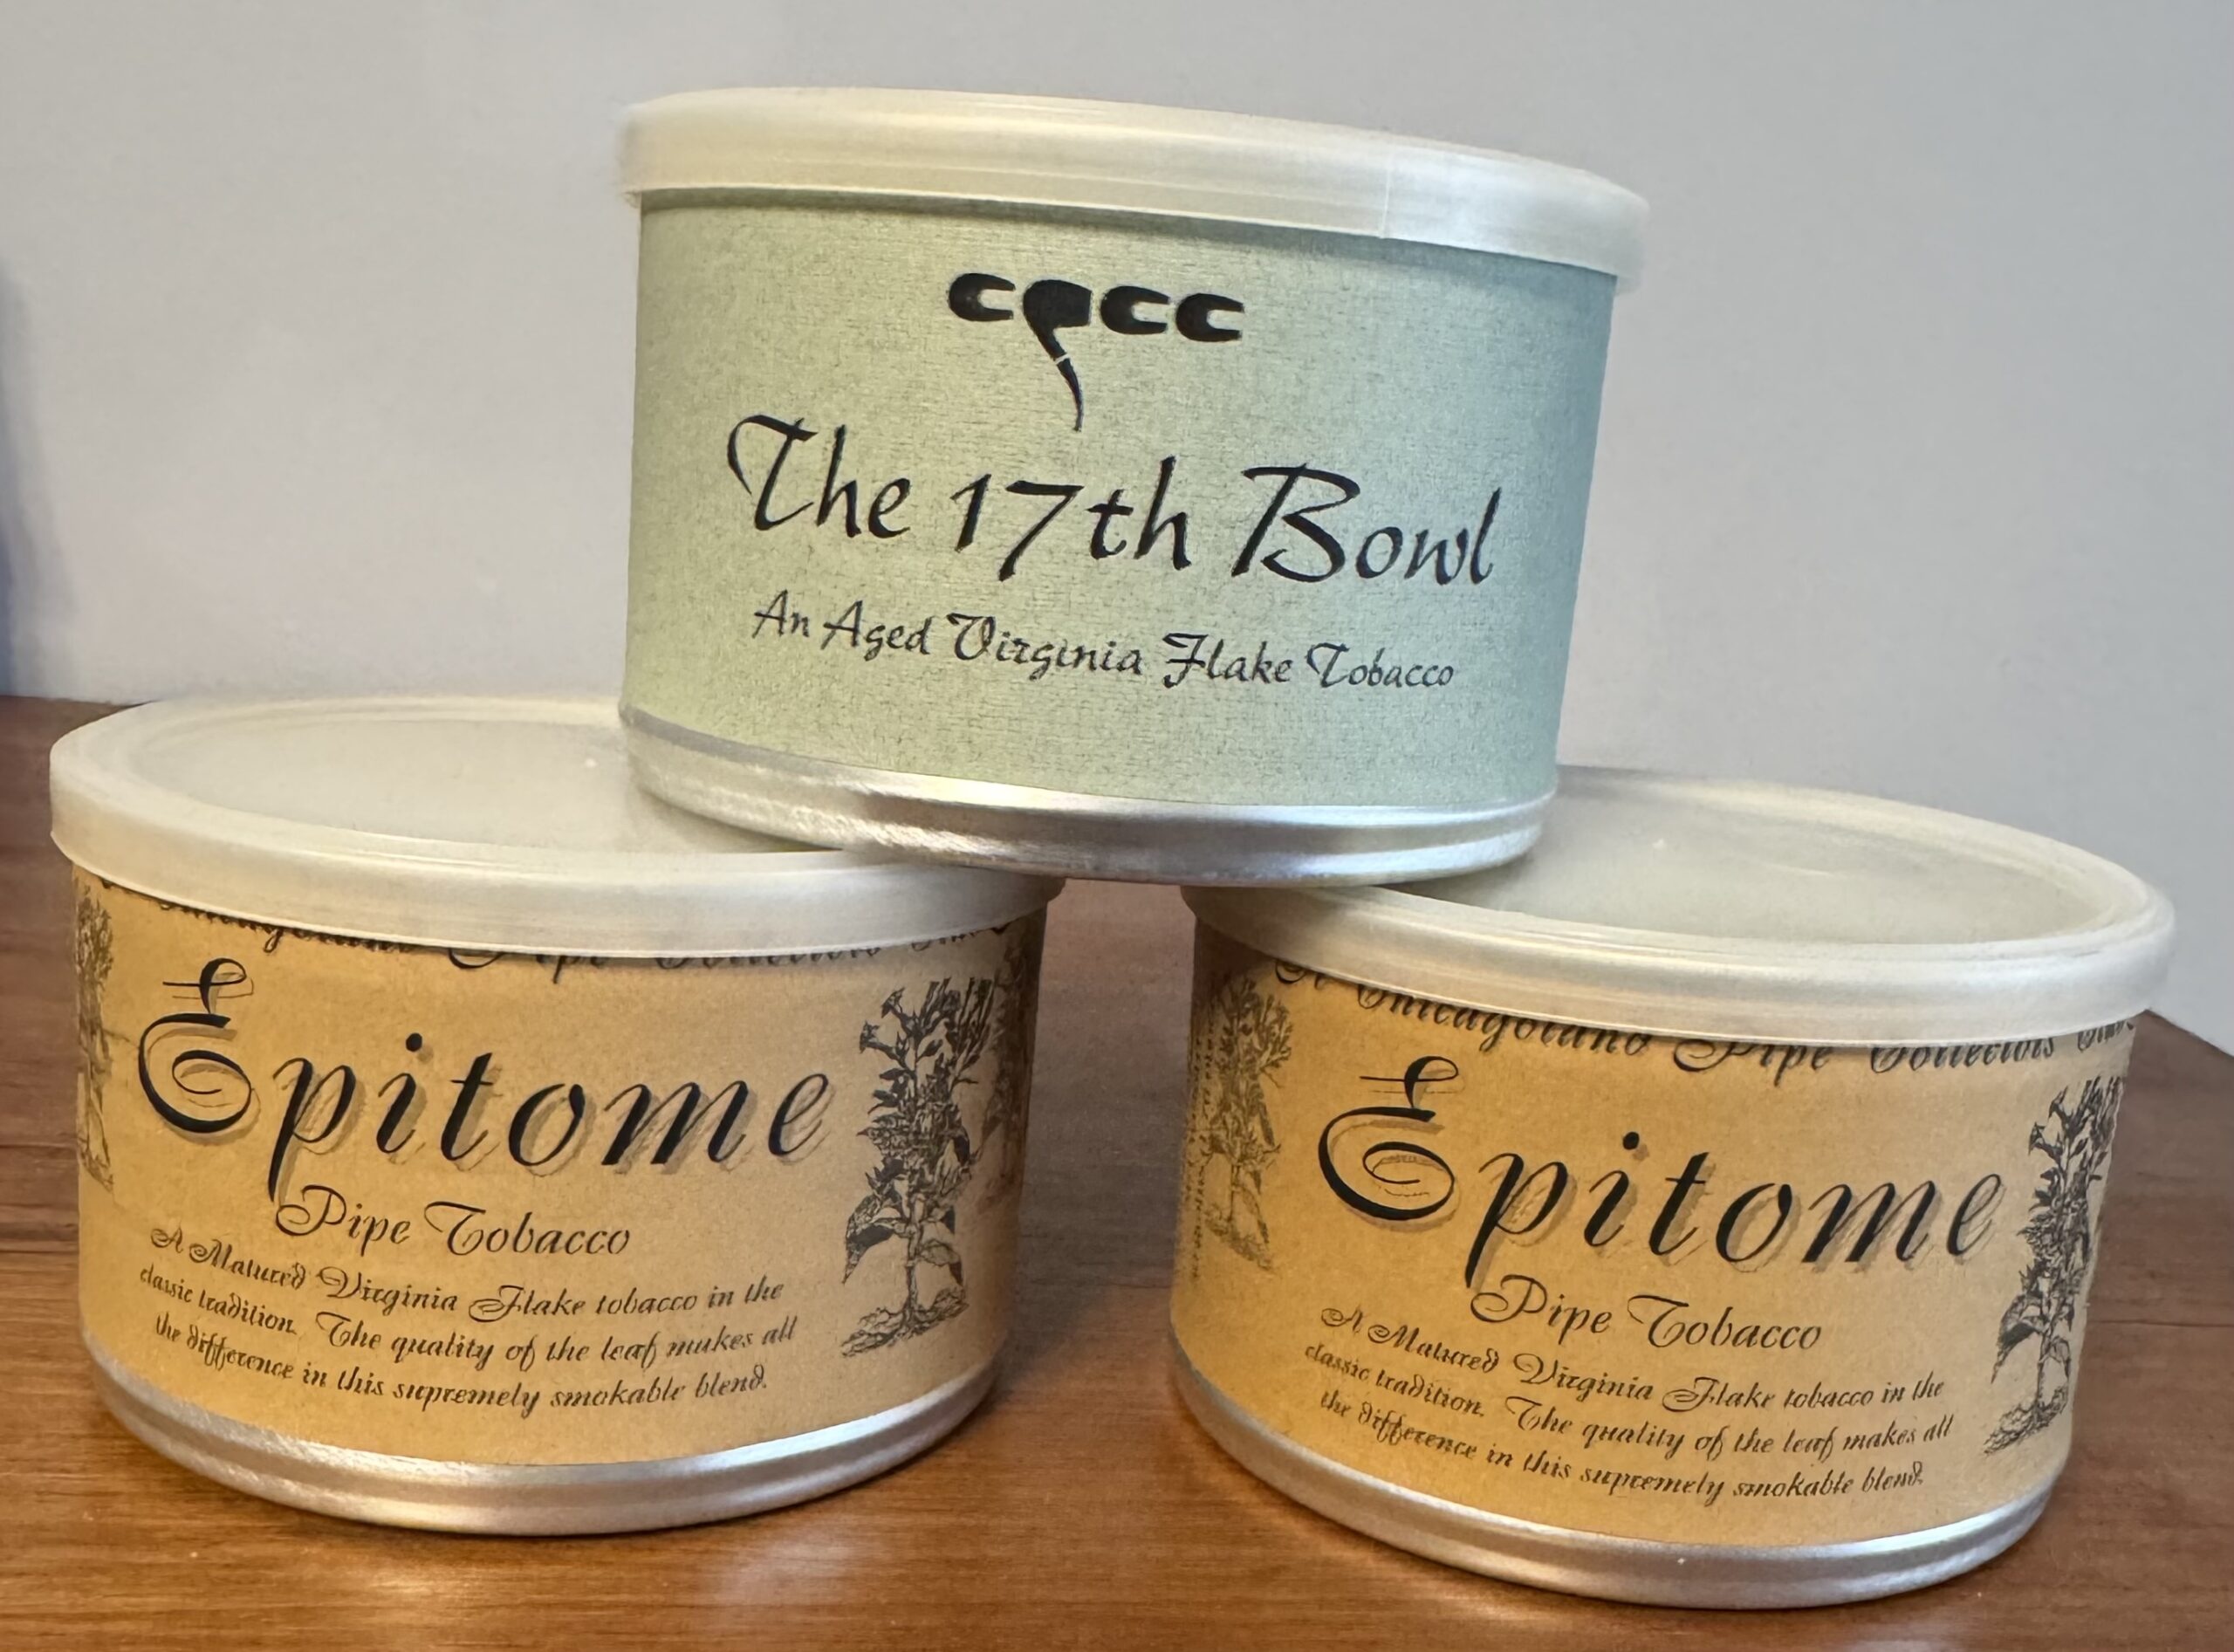 cpcc
The 17th Bowl
An Aged Virginia Flake Tobacco
Chicagoland Pipe Collectors
Epitome
Pipe Tobacco
A Matured Virginia Flake tobacco in the
classic tradition. The quality of the leaf makes all
the difference in this supremely smokable blend.
A Chicagoland Pipe Collectors
Epitome
Pipe Tobacco
A Matured Virginia Flake tobacco in the
classic tradition. The quality of the leaf makes all
the difference in this supremely smokable blend.